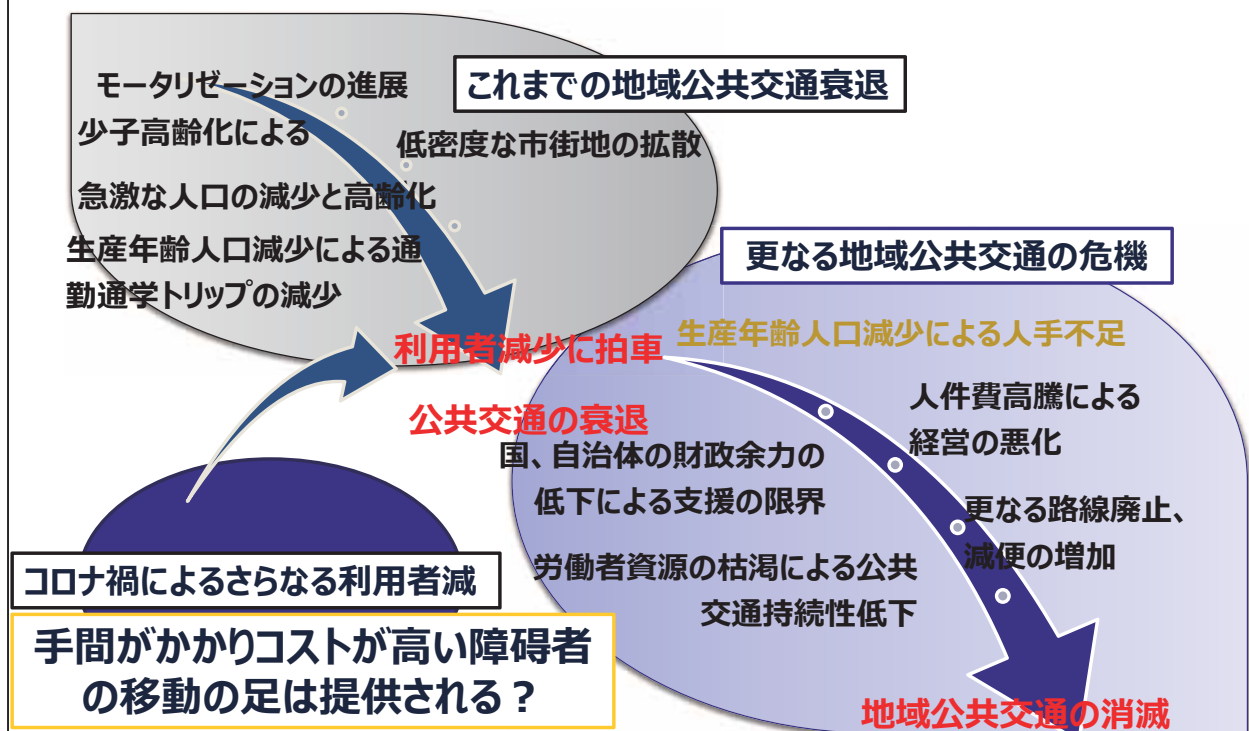 モータリゼーションの進展
少子高齢化による
急激な人口の減少と高齢化
生産年齢人口減少による通
勤通学トリップの減少
これまでの地域公共交通衰退
低密度な市街地の拡散
利用者減少に拍車
公共交通の衰退
コロナ禍によるさらなる利用者減
手間がかかりコストが高い障碍者
の移動の足は提供される？
更なる地域公共交通の危機
生産年齢人口減少による人手不足
人件費高騰による
経営の悪化
国、自治体の財政余力の
低下による支援の限界
更なる路線廃止、
減便の増加
労働者資源の枯渇による公共
交通持続性低下
地域公共交通の消滅